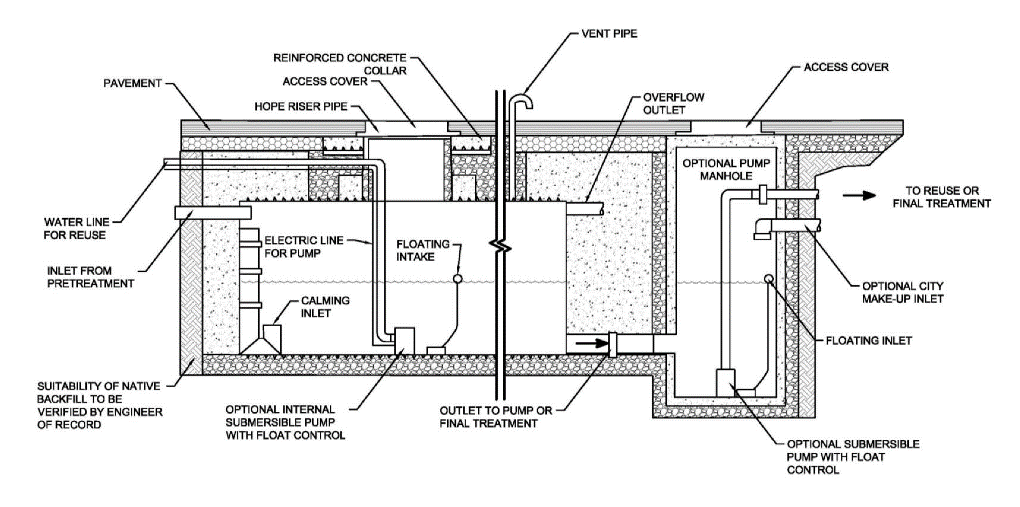 VENT PIPE
REINFORCED CONCRETE
COLLAR
ACCESS COVER
ACCESS COVER
PAVEMENT
HOPE RISER PIPE
OVERFLOW
OUTLET
OPTIONAL PUMP
MANHOLE
TO REUSE OR
FINAL TREATMENT
WATER LINE
FOR REUSE
ELECTRIC LINE
FOR PUMP
FLOATING
INTAKE
INLET FROM
PRETREATMENT
OPTIONAL CITY
MAKE-UP INLET
CALMING
INLET
FLOATING INLET
SUITABILITY OF NATIVE
BACKFILL TO BE
VERIFIED BY ENGINEER
OF RECORD
OPTIONAL INTERNAL
SUBMERSIBLE PUMP
WITH FLOAT CONTROL
OUTLET TO PUMP OR
FINAL TREATMENT
OPTIONAL SUBMERSIBLE
PUMP WITH FLOAT
CONTROL